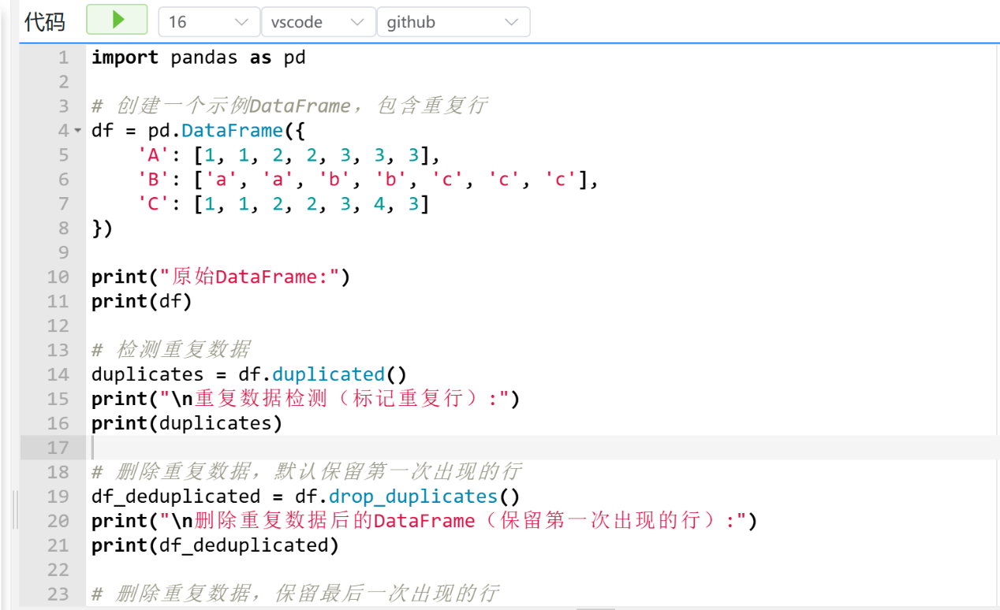 代码 16 vscode github
1 import pandas as pd
2
3 # 创建一个示例DataFrame，包含重复行
4 df = pd.DataFrame({
5     'A': [1, 1, 2, 2, 3, 3, 3],
6     'B': ['a', 'a', 'b', 'b', 'c', 'c', 'c'],
7     'C': [1, 1, 2, 2, 3, 4, 3]
8 })
9
10 print("原始DataFrame:")
11 print(df)
12
13 # 检测重复数据
14 duplicates = df.duplicated()
15 print("\n重复数据检测（标记重复行）:")
16 print(duplicates)
17
18 # 删除重复数据，默认保留第一次出现的行
19 df_deduplicated = df.drop_duplicates()
20 print("\n删除重复数据后的DataFrame（保留第一次出现的行）:")
21 print(df_deduplicated)
22
23 # 删除重复数据，保留最后一次出现的行